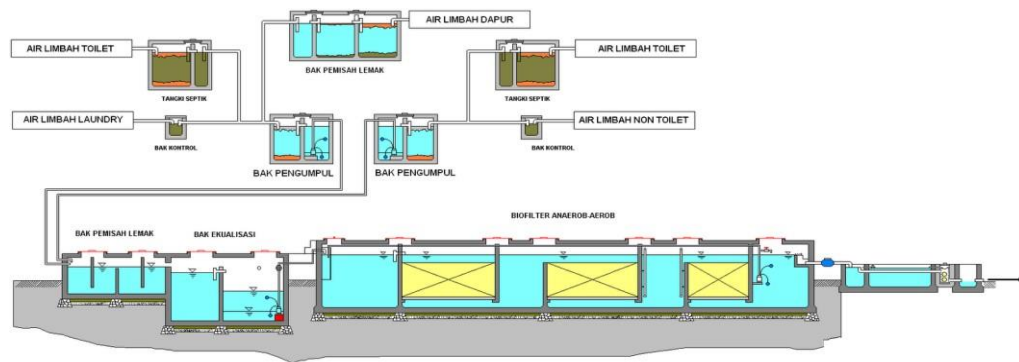 AIR LIMBAH DAPUR
AIR LIMBAH TOILET
AIR LIMBAH TOILET
BAK PEMISAH LEMAK
TANGKI SEPTIK
TANGKI SEPTIK
AIR LIMBAH LAUNDRY
AIR LIMBAH NON TOILET
BAK KONTROL
BAK KONTROL
BAK PENGUMPUL
BAK PENGUMPUL
BIOFILTER ANAEROB-AEROB
BAK PEMISAH LEMAK
BAK EKUALISASI